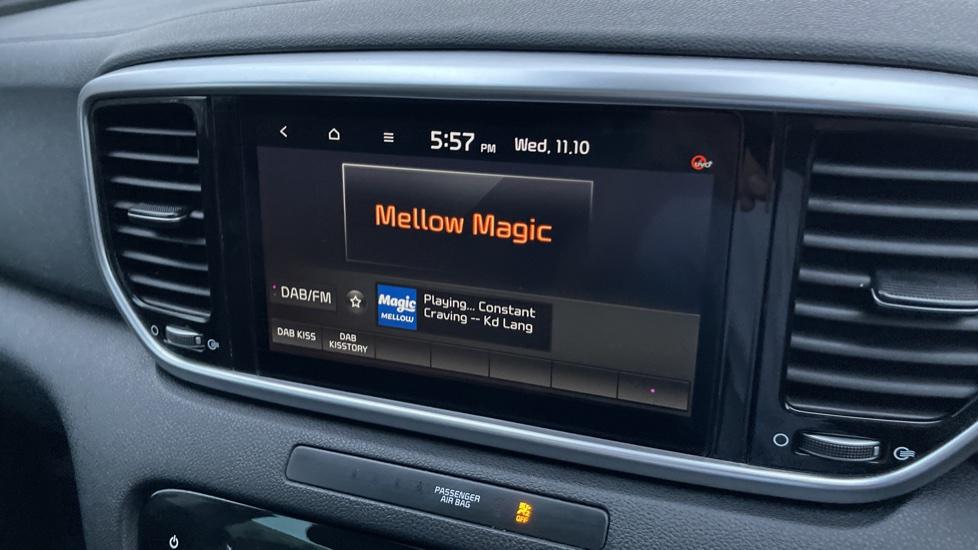 5:57 PM Wed, 11.10
UVO
Mellow Magic
DAB/FM
Magic
MELLOW
Playing... Constant
Craving -- Kd Lang
DAB KISS
DAB
KISSTORY
PASSENGER
AIR BAG
OFF